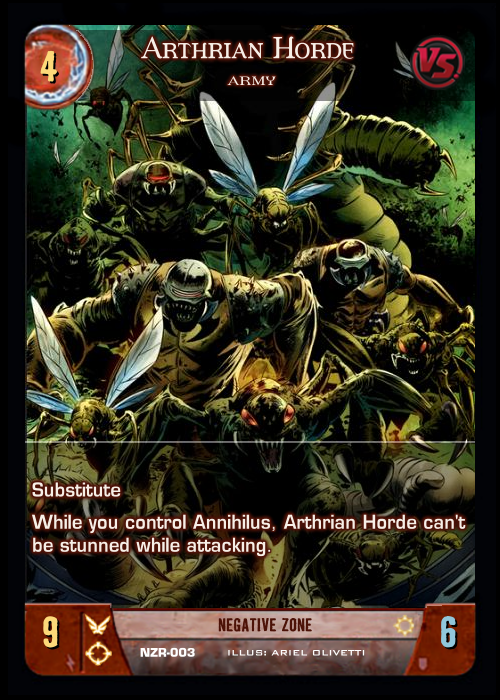 4
ARTHRIAN HORDE
VS.
ARMY
Substitute
While you control Annihilus, Arthrian Horde can't
be stunned while attacking.
9
NEGATIVE ZONE
6
NZR-003 ILLUS: ARIEL OLIVETTI